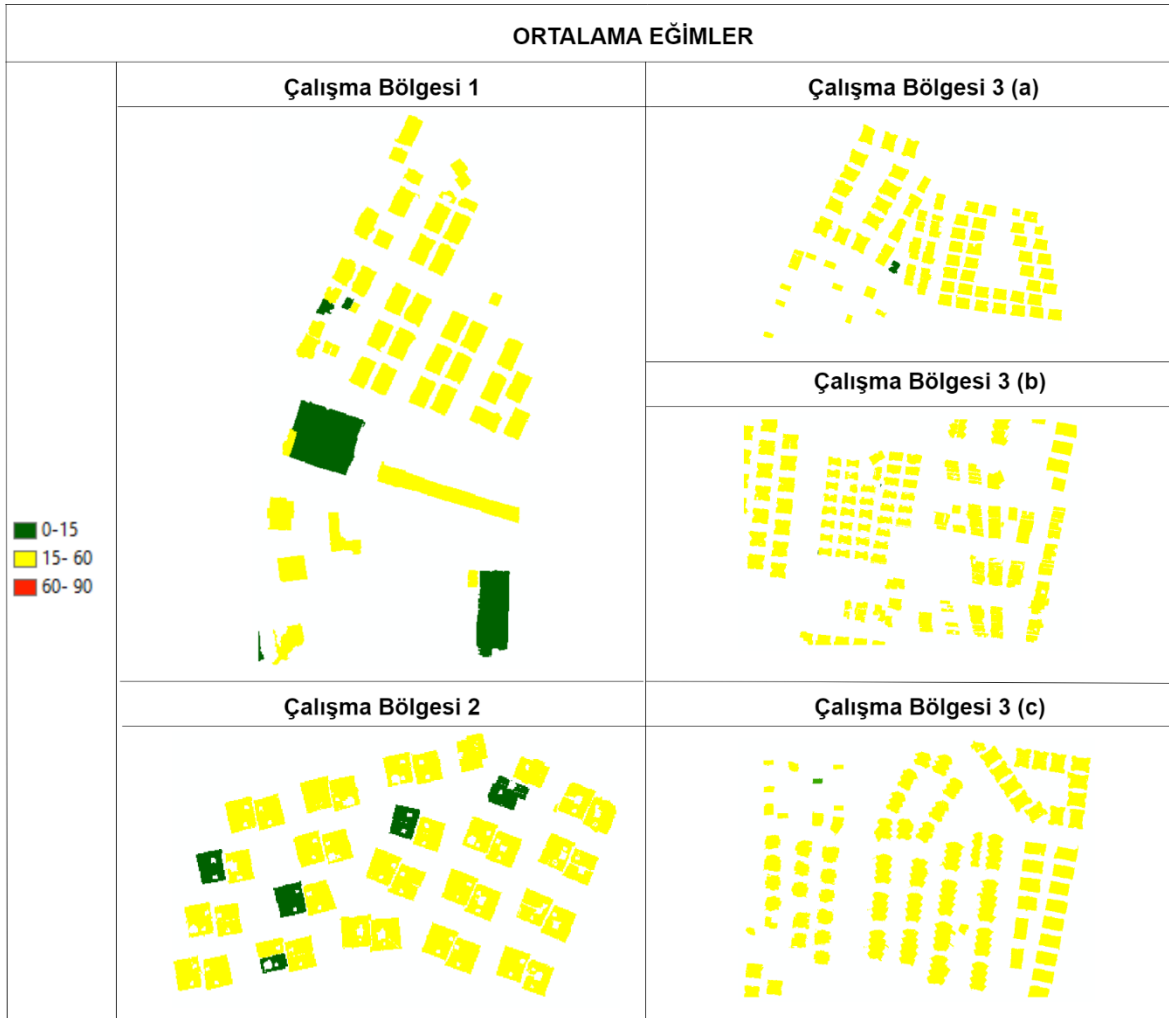 ORTALAMA EĞİMLER
Çalışma Bölgesi 1
Çalışma Bölgesi 3 (a)
Çalışma Bölgesi 3 (b)
0-15
15- 60
60- 90
Çalışma Bölgesi 2
Çalışma Bölgesi 3 (c)